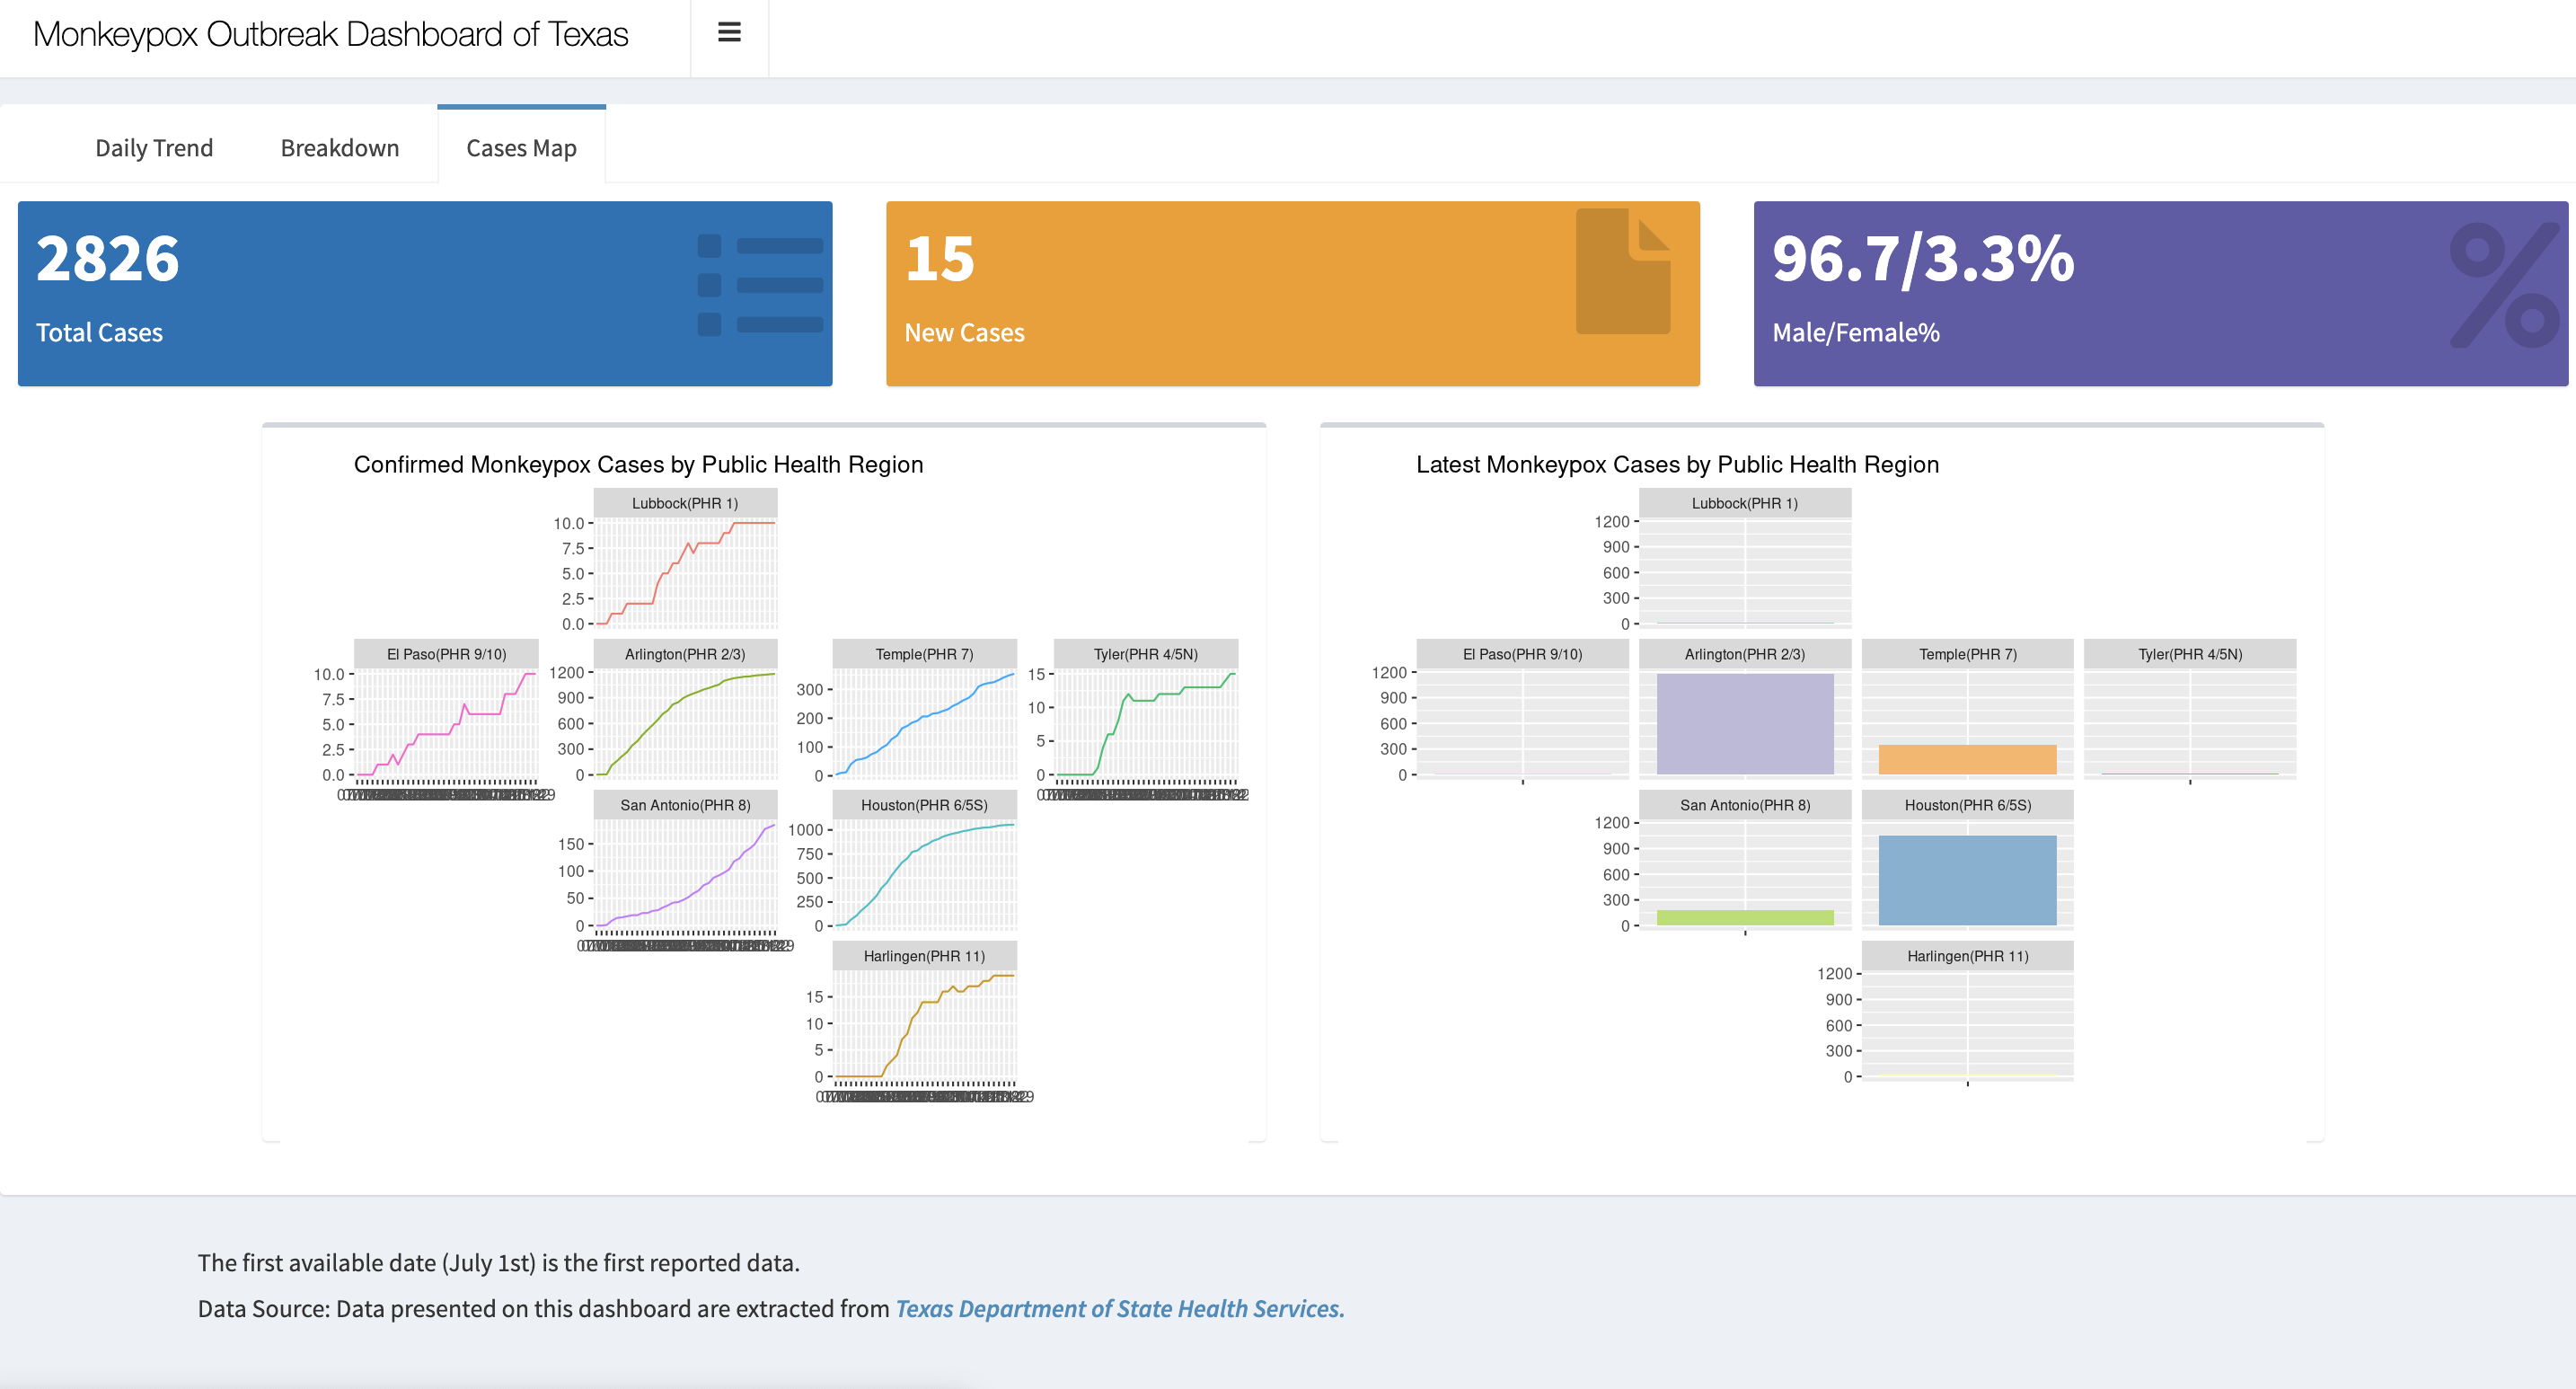 Monkeypox Outbreak Dashboard of Texas
Daily Trend Breakdown Cases Map
2826
Total Cases
15
New Cases
96.7/3.3%
Male/Female%
Confirmed Monkeypox Cases by Public Health Region
Lubbock(PHR 1)
10.0
7.5
5.0
2.5
0.0
El Paso(PHR 9/10)
10.0
7.5
5.0
2.5
0.0
Arlington(PHR 2/3)
1200
900
600
300
0
Temple(PHR 7)
300
200
100
0
Tyler(PHR 4/5N)
15
10
5
0
San Antonio(PHR 8)
150
100
50
0
Houston(PHR 6/5S)
1000
750
500
250
0
Harlingen(PHR 11)
15
10
5
0
Latest Monkeypox Cases by Public Health Region
Lubbock(PHR 1)
1200
900
600
300
0
El Paso(PHR 9/10)
Arlington(PHR 2/3)
Temple(PHR 7)
Tyler(PHR 4/5N)
1200
900
600
300
0
San Antonio(PHR 8)
Houston(PHR 6/5S)
1200
900
600
300
0
Harlingen(PHR 11)
1200
900
600
300
0
The first available date (July 1st) is the first reported data.
Data Source: Data presented on this dashboard are extracted from Texas Department of State Health Services.